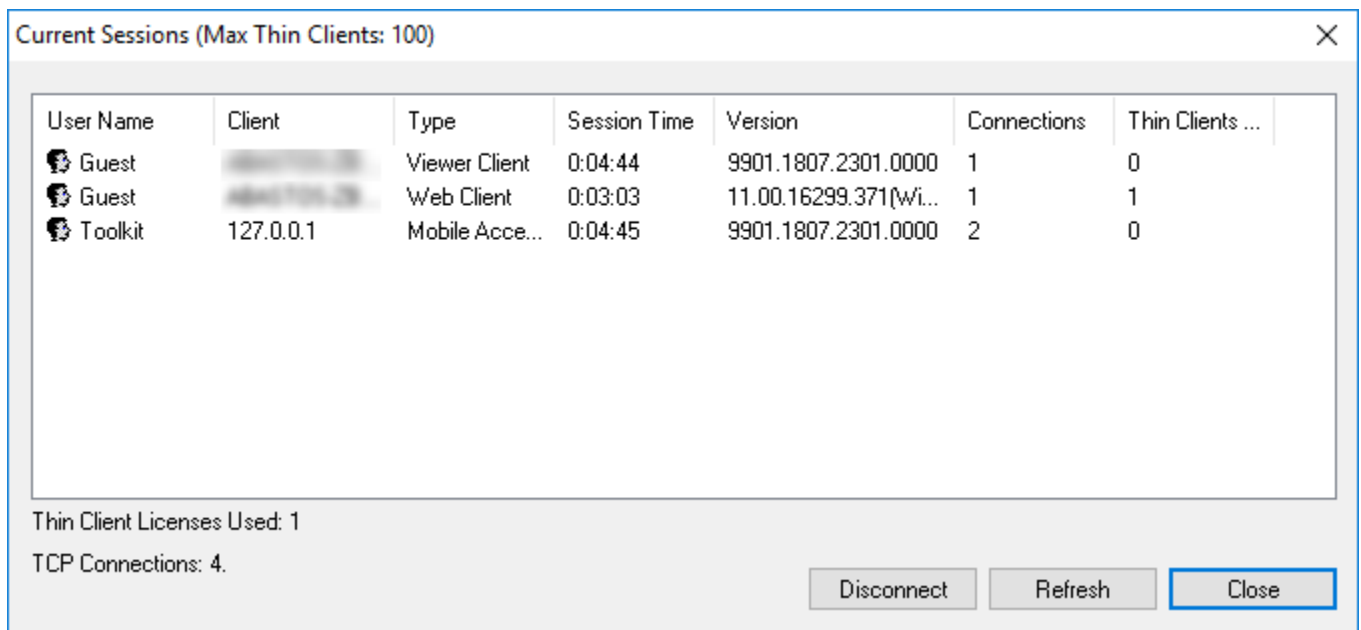 Current Sessions (Max Thin Clients: 100)
User Name Client Type Session Time Version Connections Thin Clients ...
Guest Viewer Client 0:04:44 9901.1807.2301.0000 1 0
Guest Web Client 0:03:03 11.00.16299.371(Wi... 1 1
Toolkit 127.0.0.1 Mobile Acce... 0:04:45 9901.1807.2301.0000 2 0
Thin Client Licenses Used: 1
TCP Connections: 4.
Disconnect Refresh Close